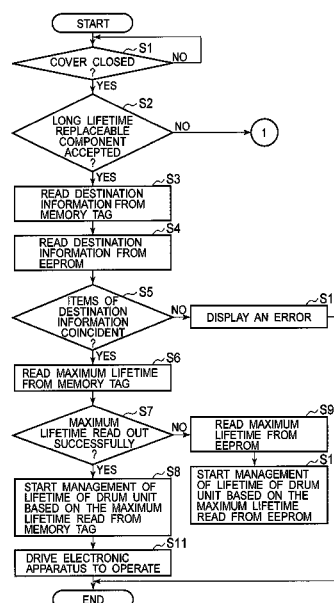 START
S1
COVER CLOSED
?
NO
YES
S2
LONG LIFETIME
REPLACEABLE
COMPONENT
ACCEPTED
?
NO
1
YES
S3
READ DESTINATION
INFORMATION FROM
MEMORY TAG
S4
READ DESTINATION
INFORMATION FROM
EEPROM
S5
ITEMS OF
DESTINATION
INFORMATION
COINCIDENT
?
NO
S1
DISPLAY AN ERROR
YES
S6
READ MAXIMUM LIFETIME
FROM MEMORY TAG
S7
MAXIMUM
LIFETIME READ OUT
SUCCESSFULLY
?
NO
S9
READ MAXIMUM
LIFETIME FROM
EEPROM
YES
S8
START MANAGEMENT OF
LIFETIME OF DRUM UNIT
BASED ON THE MAXIMUM
LIFETIME READ FROM
MEMORY TAG
S1
START MANAGEMENT OF
LIFETIME OF DRUM
UNIT BASED ON THE
MAXIMUM LIFETIME
READ FROM EEPROM
S11
DRIVE ELECTRONIC
APPARATUS TO OPERATE
END